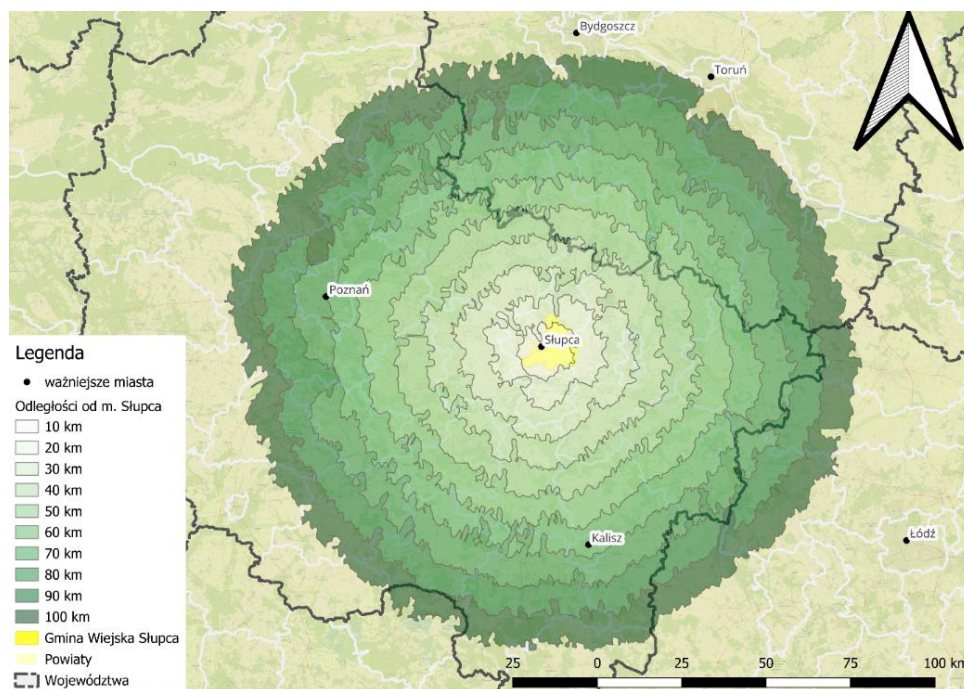 Bydgoszcz
Toruń
Poznań
Słupca
Kalisz
Łódź
Legenda
ważniejsze miasta
Odległości od m. Słupca
10 km
20 km
30 km
40 km
50 km
60 km
70 km
80 km
90 km
100 km
Gmina Wiejska Słupca
Powiaty
Województwa
25 0 25 50 75 100 km